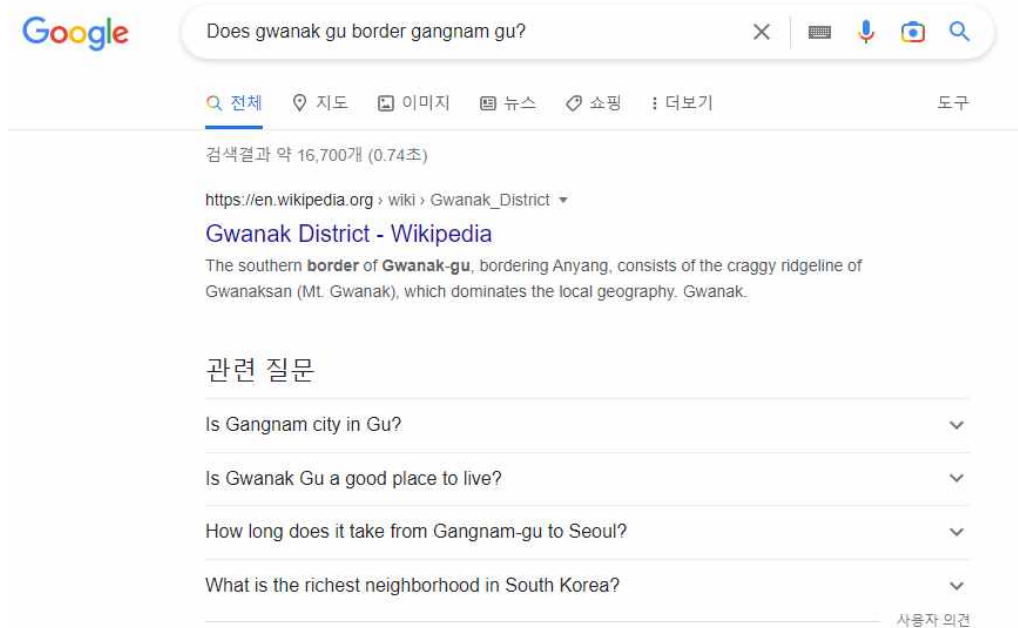 Google
Does gwanak gu border gangnam gu?
전체 지도 이미지 뉴스 쇼핑 더보기 도구
검색결과 약 16,700개 (0.74초)
https://en.wikipedia.org › wiki › Gwanak_District
Gwanak District - Wikipedia
The southern border of Gwanak-gu, bordering Anyang, consists of the craggy ridgeline of
Gwanaksan (Mt. Gwanak), which dominates the local geography. Gwanak.
관련 질문
Is Gangnam city in Gu?
Is Gwanak Gu a good place to live?
How long does it take from Gangnam-gu to Seoul?
What is the richest neighborhood in South Korea?
사용자 의견